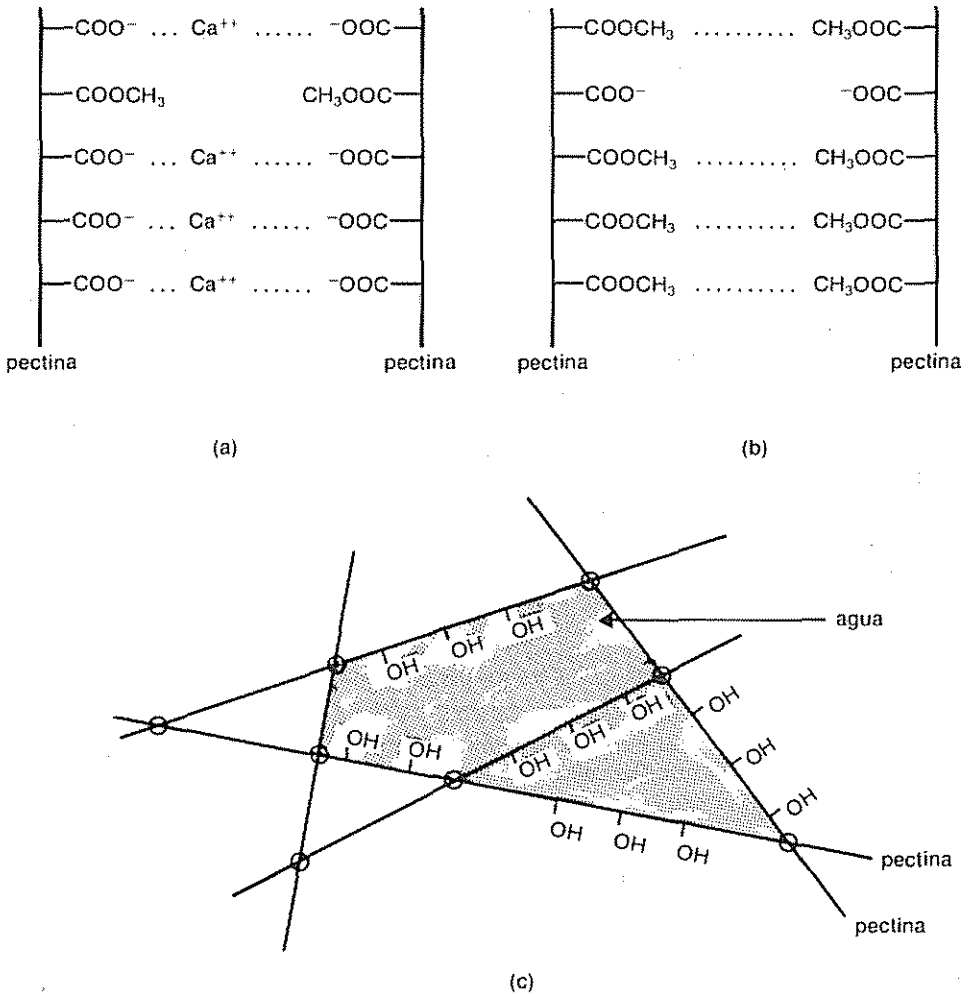 COO⁻ ... Ca⁺⁺ ...... ⁻OOC
COOCH₃ CH₃OOC
COO⁻ ... Ca⁺⁺ ...... ⁻OOC
COO⁻ ... Ca⁺⁺ ...... ⁻OOC
COO⁻ ... Ca⁺⁺ ...... ⁻OOC
pectina pectina
(a)
COOCH₃ .......... CH₃OOC
COO⁻ ⁻OOC
COOCH₃ .......... CH₃OOC
COOCH₃ .......... CH₃OOC
COOCH₃ .......... CH₃OOC
pectina pectina
(b)
agua
OH OH OH
OH OH
OH OH OH
OH OH OH
OH OH OH
pectina
pectina
(c)